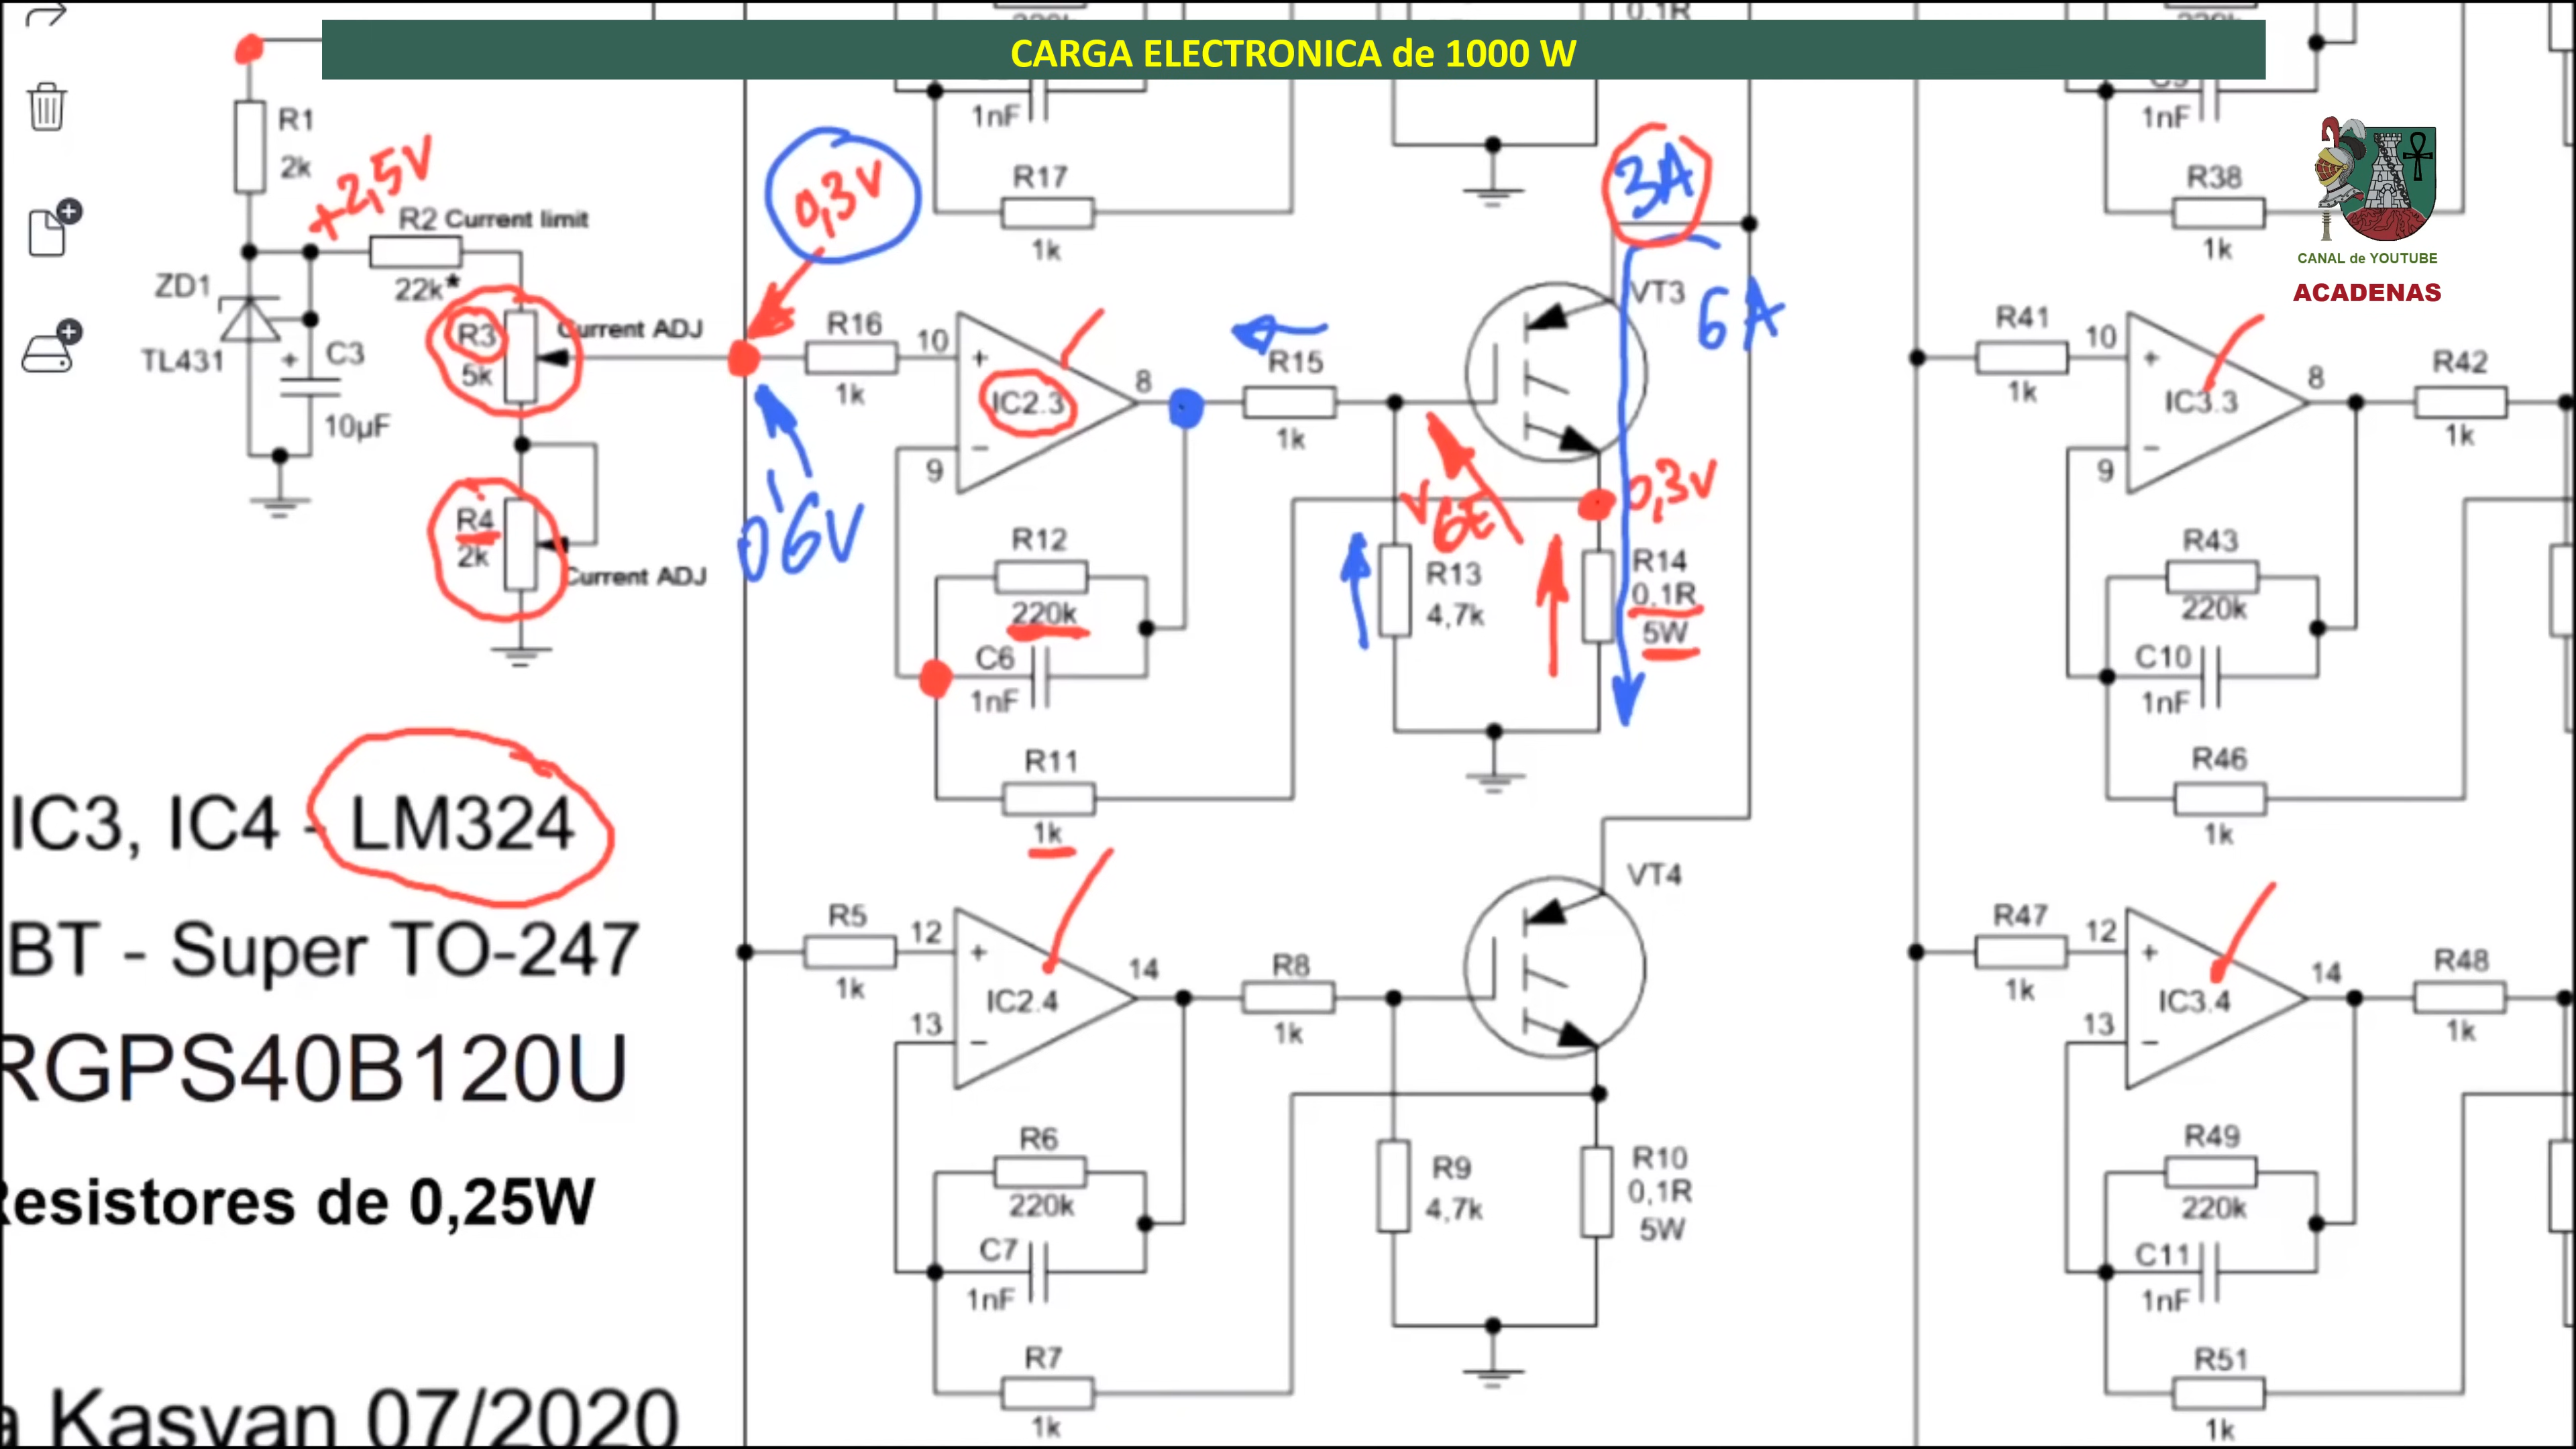 CARGA ELECTRONICA de 1000 W
0,1R
1nF
R17
1k
1nF
R38
1k
CANAL de YOUTUBE
ACADENAS
R1
2k
+2,5V
R2 Current limit
22k*
ZD1
TL431
+ C3
10µF
R3
5k
Current ADJ
R4
2k
Current ADJ
0,3V
06V
R16
1k
10
+
IC2.3
9
−
8
R15
1k
3A
VT3
6A
VGE
0,3V
R12
220k
C6
1nF
R11
1k
R13
4,7k
R14
0,1R
5W
R41
1k
10
+
IC3.3
9
−
8
R42
1k
R43
220k
C10
1nF
R46
1k
IC3, IC4 - LM324
BT - Super TO-247
RGPS40B120U
Resistores de 0,25W
a Kasvan 07/2020
R5
1k
12
+
IC2.4
13
−
14
R8
1k
VT4
R6
220k
C7
1nF
R7
1k
R9
4,7k
R10
0,1R
5W
R47
1k
12
+
IC3.4
13
−
14
R48
1k
R49
220k
C11
1nF
R51
1k